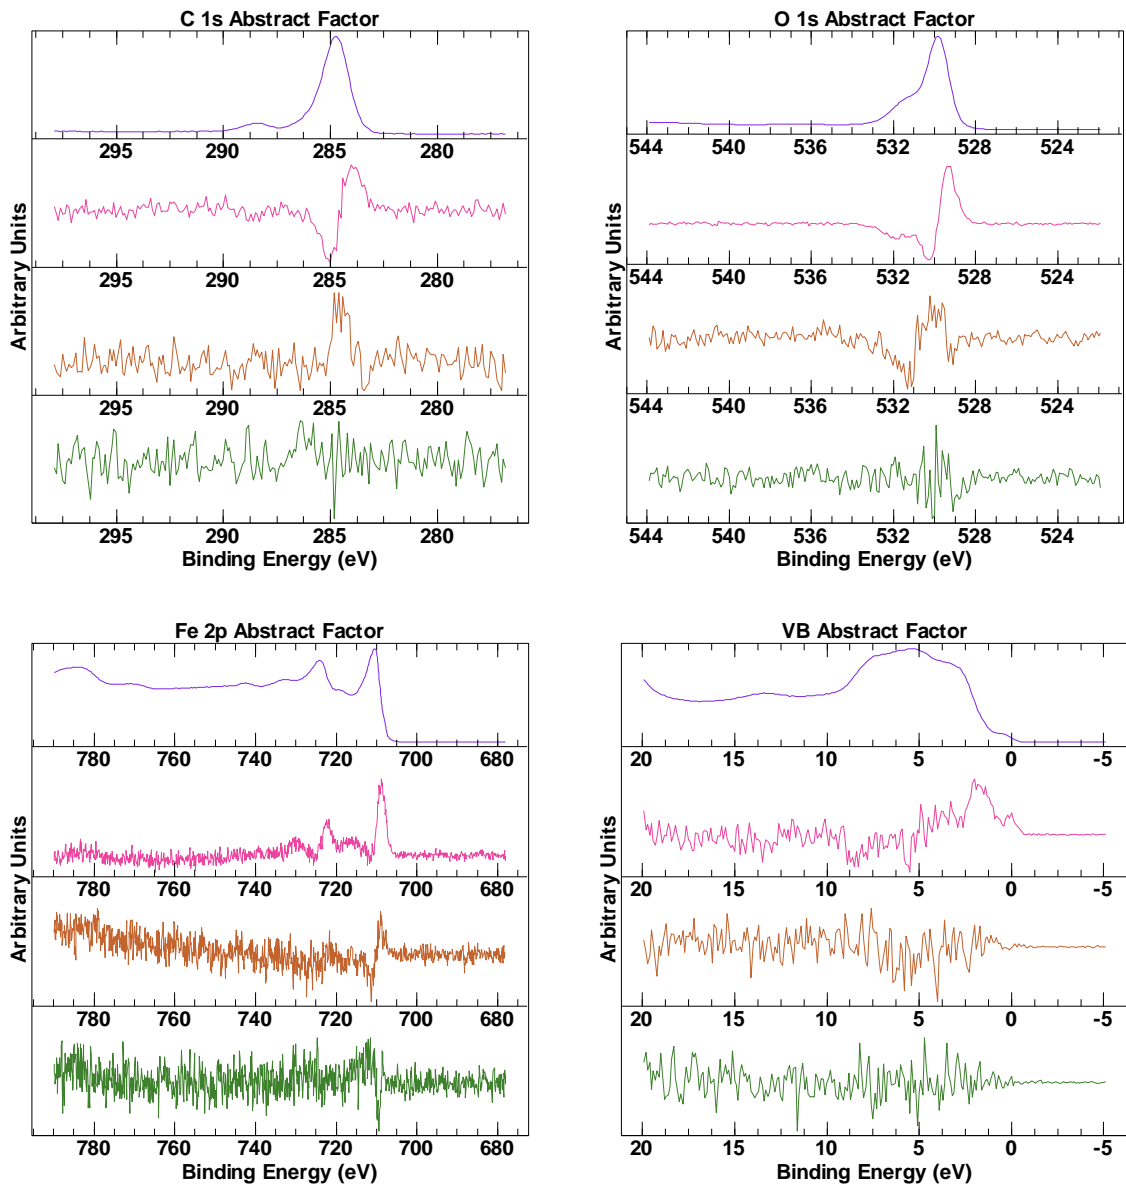 C 1s Abstract Factor
295 290 285 280
295 290 285 280
295 290 285 280
295 290 285 280
Binding Energy (eV)
Arbitrary Units
O 1s Abstract Factor
544 540 536 532 528 524
544 540 536 532 528 524
544 540 536 532 528 524
544 540 536 532 528 524
Binding Energy (eV)
Arbitrary Units
Fe 2p Abstract Factor
780 760 740 720 700 680
780 760 740 720 700 680
780 760 740 720 700 680
780 760 740 720 700 680
Binding Energy (eV)
Arbitrary Units
VB Abstract Factor
20 15 10 5 0 -5
20 15 10 5 0 -5
20 15 10 5 0 -5
20 15 10 5 0 -5
Binding Energy (eV)
Arbitrary Units